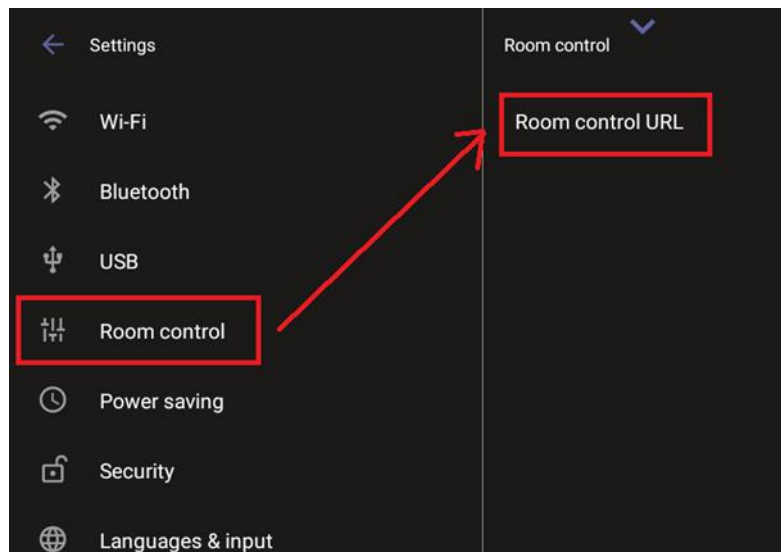 Settings
Wi-Fi
Bluetooth
USB
Room control
Power saving
Security
Languages & input
Room control
Room control URL